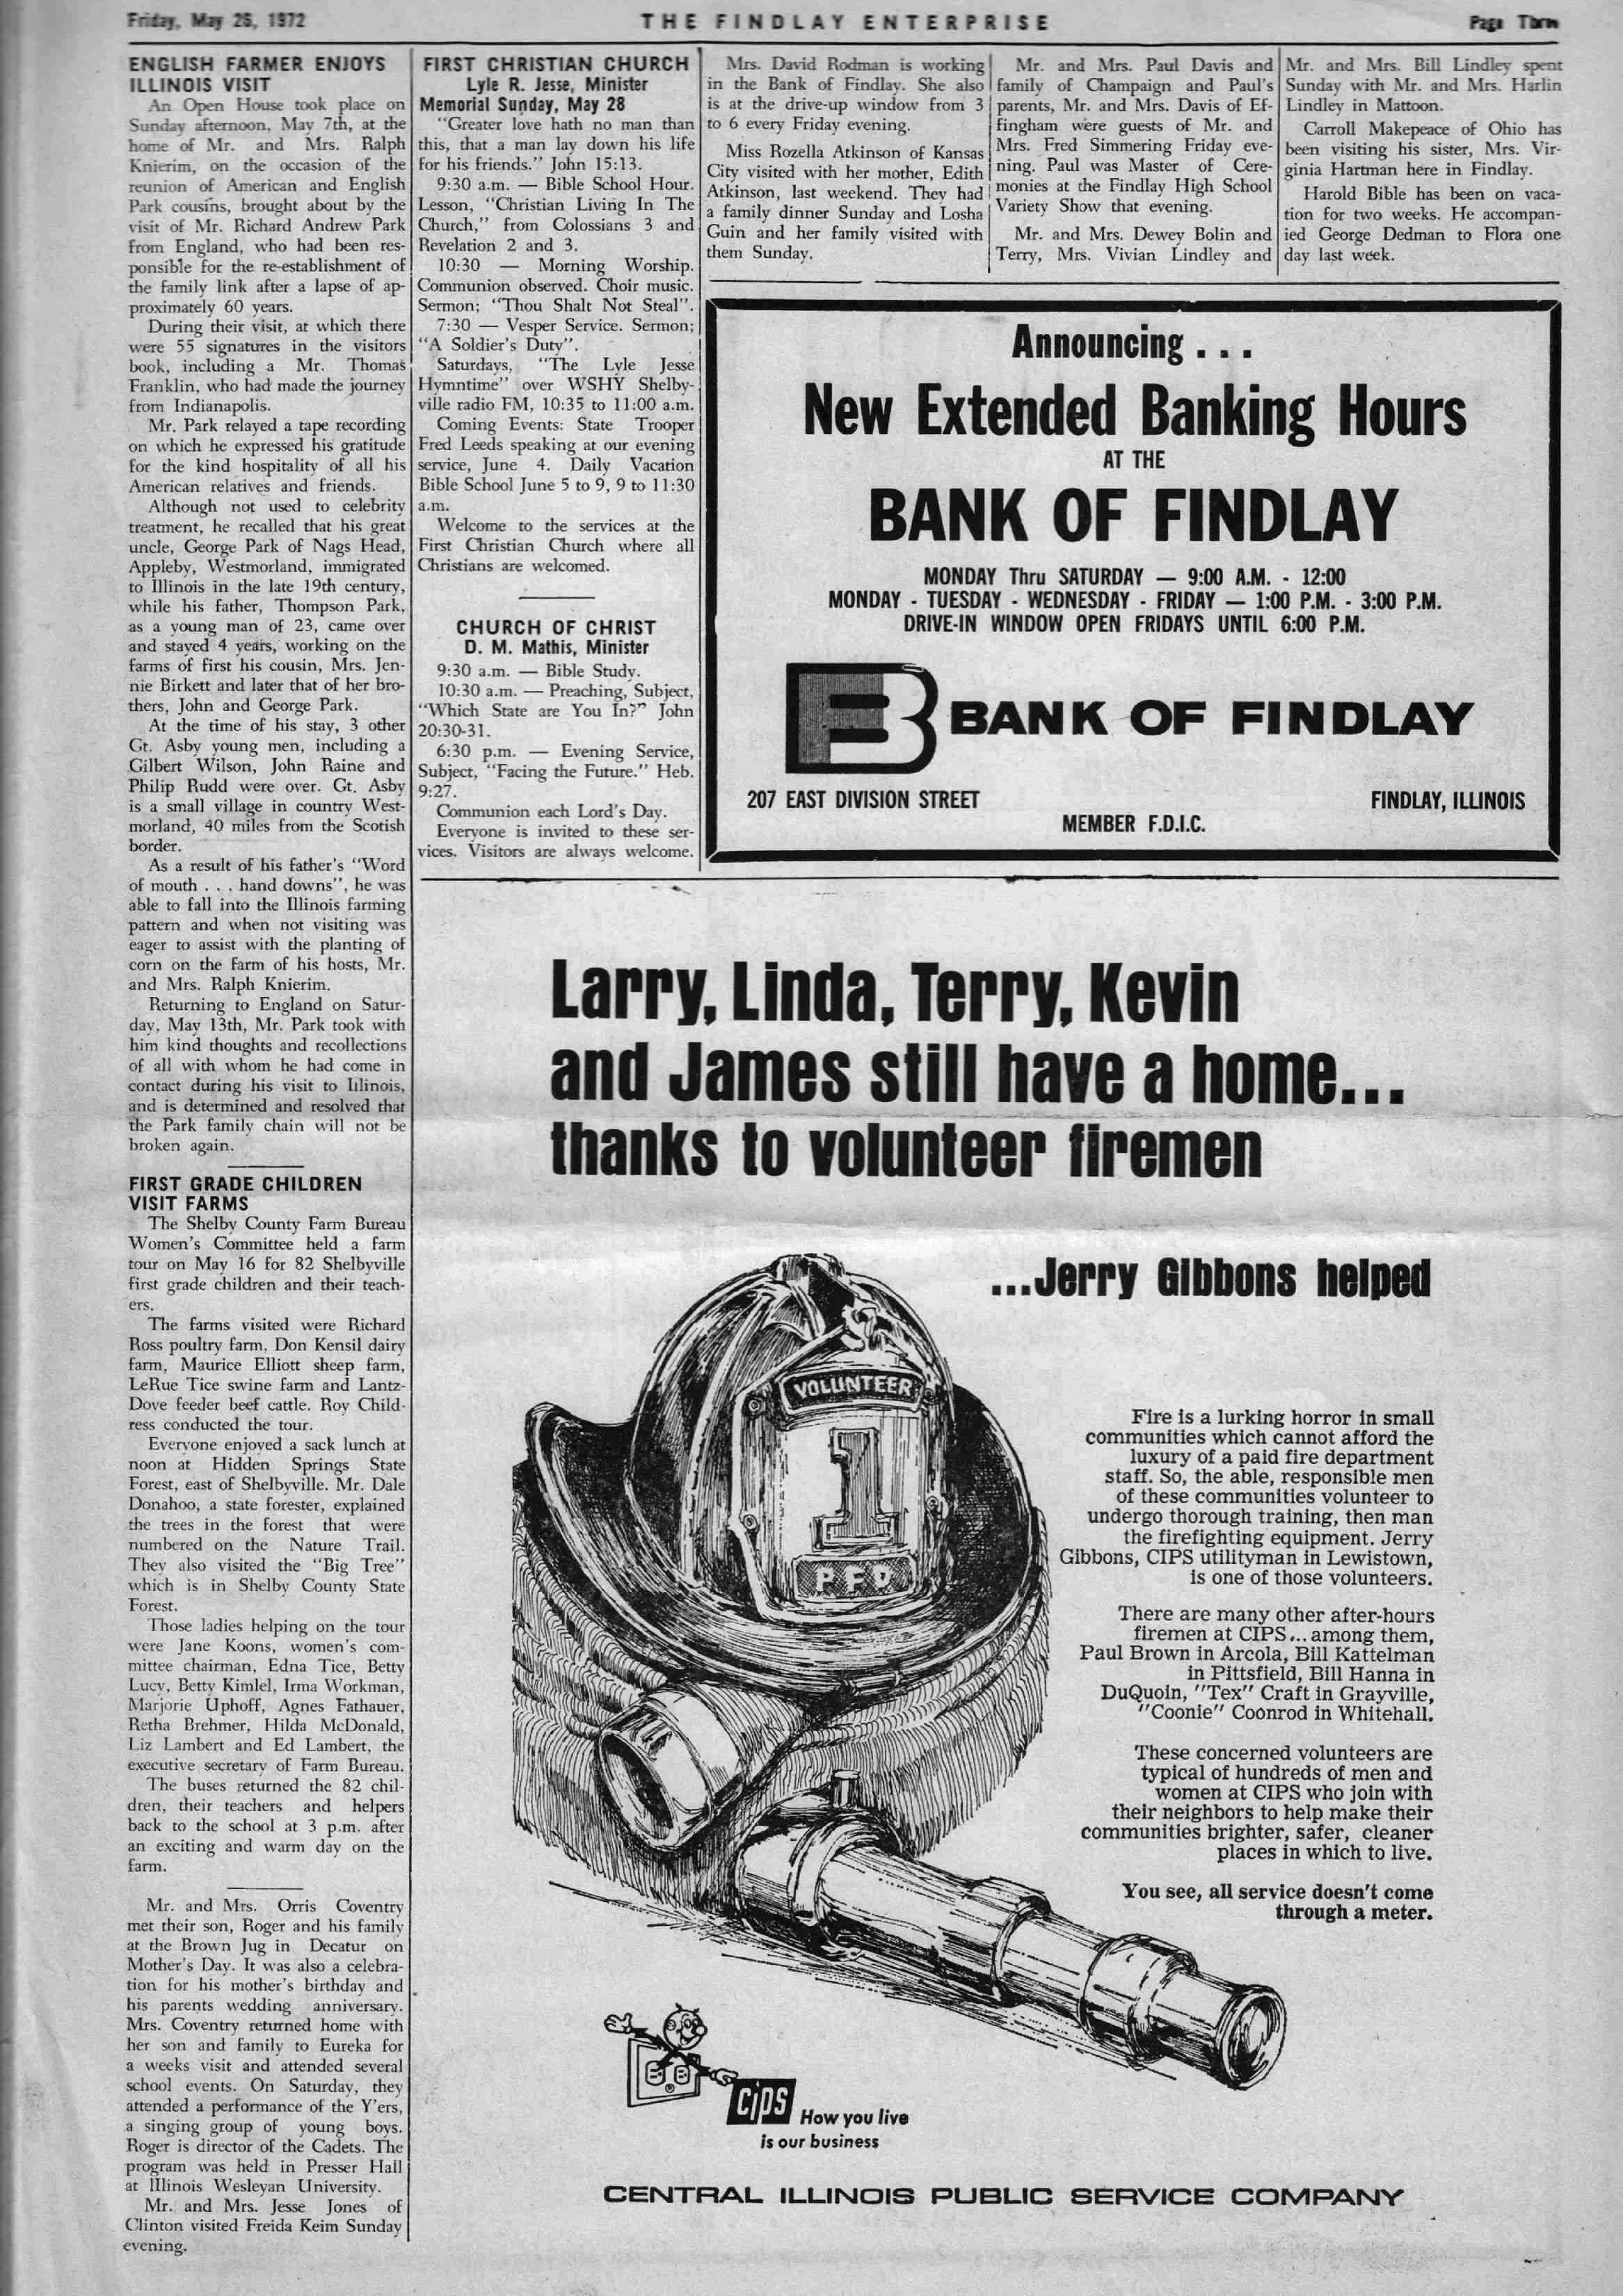 Friday, May 26, 1972
THE FINDLAY ENTERPRISE
Page Three
ENGLISH FARMER ENJOYS
ILLINOIS VISIT
An Open House took place on
Sunday afternoon, May 7th, at the
home of Mr. and Mrs. Ralph
Knierim, on the occasion of the
reunion of American and English
Park cousins, brought about by the
visit of Mr. Richard Andrew Park
from England, who had been res-
ponsible for the re-establishment of
the family link after a lapse of ap-
proximately 60 years.
During their visit, at which there
were 55 signatures in the visitors
book, including a Mr. Thomas
Franklin, who had made the journey
from Indianapolis.
Mr. Park relayed a tape recording
on which he expressed his gratitude
for the kind hospitality of all his
American relatives and friends.
Although not used to celebrity
treatment, he recalled that his great
uncle, George Park of Nags Head,
Appleby, Westmorland, immigrated
to Illinois in the late 19th century,
while his father, Thompson Park,
as a young man of 23, came over
and stayed 4 years, working on the
farms of first his cousin, Mrs. Jen-
nie Birkett and later that of her bro-
thers, John and George Park.
At the time of his stay, 3 other
Gt. Asby young men, including a
Gilbert Wilson, John Raine and
Philip Rudd were over. Gt. Asby
is a small village in country West-
morland, 40 miles from the Scotish
border.
As a result of his father's "Word
of mouth . . . hand downs", he was
able to fall into the Illinois farming
pattern and when not visiting was
eager to assist with the planting of
corn on the farm of his hosts, Mr.
and Mrs. Ralph Knierim.
Returning to England on Satur-
day, May 13th, Mr. Park took with
him kind thoughts and recollections
of all with whom he had come in
contact during his visit to Illinois,
and is determined and resolved that
the Park family chain will not be
broken again.
FIRST GRADE CHILDREN
VISIT FARMS
The Shelby County Farm Bureau
Women's Committee held a farm
tour on May 16 for 82 Shelbyville
first grade children and their teach-
ers.
The farms visited were Richard
Ross poultry farm, Don Kensil dairy
farm, Maurice Elliott sheep farm,
LeRue Tice swine farm and Lantz-
Dove feeder beef cattle. Roy Child-
ress conducted the tour.
Everyone enjoyed a sack lunch at
noon at Hidden Springs State
Forest, east of Shelbyville. Mr. Dale
Donahoo, a state forester, explained
the trees in the forest that were
numbered on the Nature Trail.
They also visited the "Big Tree"
which is in Shelby County State
Forest.
Those ladies helping on the tour
were Jane Koons, women's com-
mittee chairman, Edna Tice, Betty
Lucy, Betty Kimlel, Irma Workman,
Marjorie Uphoff, Agnes Fathauer,
Retha Brehmer, Hilda McDonald,
Liz Lambert and Ed Lambert, the
executive secretary of Farm Bureau.
The buses returned the 82 chil-
dren, their teachers and helpers
back to the school at 3 p.m. after
an exciting and warm day on the
farm.
Mr. and Mrs. Orris Coventry
met their son, Roger and his family
at the Brown Jug in Decatur on
Mother's Day. It was also a celebra-
tion for his mother's birthday and
his parents wedding anniversary.
Mrs. Coventry returned home with
her son and family to Eureka for
a weeks visit and attended several
school events. On Saturday, they
attended a performance of the Y'ers,
a singing group of young boys.
Roger is director of the Cadets. The
program was held in Presser Hall
at Illinois Wesleyan University.
Mr. and Mrs. Jesse Jones of
Clinton visited Freida Keim Sunday
evening.
FIRST CHRISTIAN CHURCH
Lyle R. Jesse, Minister
Memorial Sunday, May 28
"Greater love hath no man than
this, that a man lay down his life
for his friends." John 15:13.
9:30 a.m. — Bible School Hour.
Lesson, "Christian Living In The
Church," from Colossians 3 and
Revelation 2 and 3.
10:30 — Morning Worship.
Communion observed. Choir music.
Sermon; "Thou Shalt Not Steal".
7:30 — Vesper Service. Sermon;
"A Soldier's Duty".
Saturdays, "The Lyle Jesse
Hymntime" over WSHY Shelby-
ville radio FM, 10:35 to 11:00 a.m.
Coming Events: State Trooper
Fred Leeds speaking at our evening
service, June 4. Daily Vacation
Bible School June 5 to 9, 9 to 11:30
a.m.
Welcome to the services at the
First Christian Church where all
Christians are welcomed.
CHURCH OF CHRIST
D. M. Mathis, Minister
9:30 a.m. — Bible Study.
10:30 a.m. — Preaching, Subject,
"Which State are You In?" John
20:30-31.
6:30 p.m. — Evening Service,
Subject, "Facing the Future." Heb.
9:27.
Communion each Lord's Day.
Everyone is invited to these ser-
vices. Visitors are always welcome.
Mrs. David Rodman is working
in the Bank of Findlay. She also
is at the drive-up window from 3
to 6 every Friday evening.
Miss Rozella Atkinson of Kansas
City visited with her mother, Edith
Atkinson, last weekend. They had
a family dinner Sunday and Losha
Guin and her family visited with
them Sunday.
Mr. and Mrs. Paul Davis and
family of Champaign and Paul's
parents, Mr. and Mrs. Davis of Ef-
fingham were guests of Mr. and
Mrs. Fred Simmering Friday eve-
ning. Paul was Master of Cere-
monies at the Findlay High School
Variety Show that evening.
Mr. and Mrs. Dewey Bolin and
Terry, Mrs. Vivian Lindley and
Mr. and Mrs. Bill Lindley spent
Sunday with Mr. and Mrs. Harlin
Lindley in Mattoon.
Carroll Makepeace of Ohio has
been visiting his sister, Mrs. Vir-
ginia Hartman here in Findlay.
Harold Bible has been on vaca-
tion for two weeks. He accompan-
ied George Dedman to Flora one
day last week.
Announcing . . .
New Extended Banking Hours
AT THE
BANK OF FINDLAY
MONDAY Thru SATURDAY — 9:00 A.M. - 12:00
MONDAY - TUESDAY - WEDNESDAY - FRIDAY — 1:00 P.M. - 3:00 P.M.
DRIVE-IN WINDOW OPEN FRIDAYS UNTIL 6:00 P.M.
FB BANK OF FINDLAY
207 EAST DIVISION STREET
FINDLAY, ILLINOIS
MEMBER F.D.I.C.
Larry, Linda, Terry, Kevin
and James still have a home...
thanks to volunteer firemen
...Jerry Gibbons helped
VOLUNTEER
1
PFD
Fire is a lurking horror in small
communities which cannot afford the
luxury of a paid fire department
staff. So, the able, responsible men
of these communities volunteer to
undergo thorough training, then man
the firefighting equipment. Jerry
Gibbons, CIPS utilityman in Lewistown,
is one of those volunteers.
There are many other after-hours
firemen at CIPS... among them,
Paul Brown in Arcola, Bill Kattelman
in Pittsfield, Bill Hanna in
DuQuoin, "Tex" Craft in Grayville,
"Coonie" Coonrod in Whitehall.
These concerned volunteers are
typical of hundreds of men and
women at CIPS who join with
their neighbors to help make their
communities brighter, safer, cleaner
places in which to live.
You see, all service doesn't come
through a meter.
®
CIPS
How you live
is our business
CENTRAL ILLINOIS PUBLIC SERVICE COMPANY